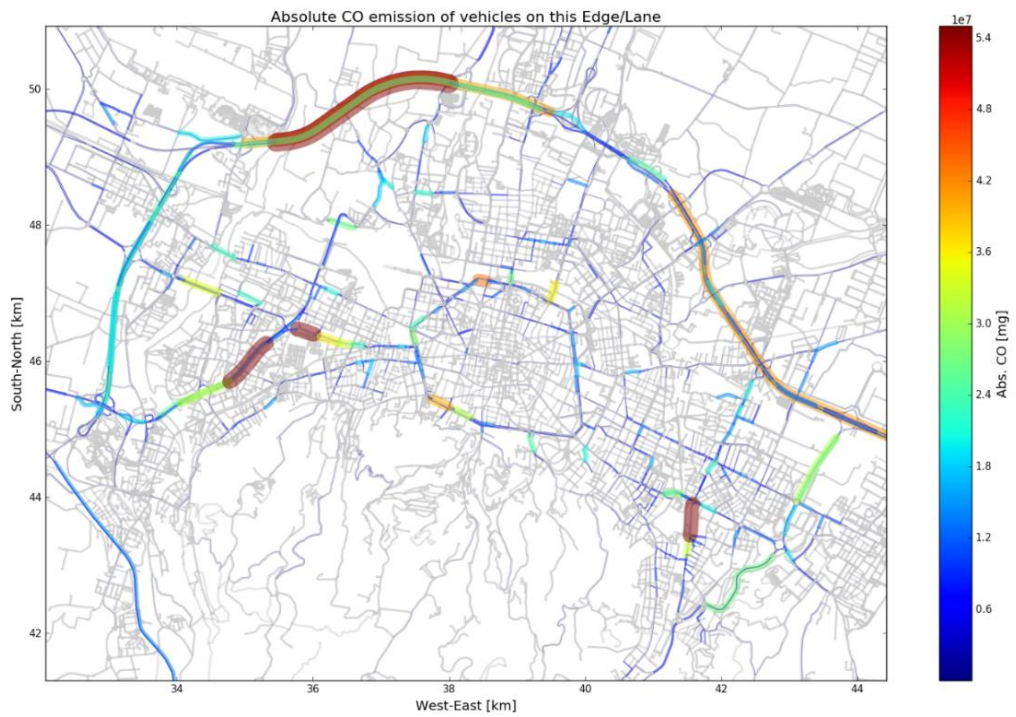 Absolute CO emission of vehicles on this Edge/Lane
1e7
5.4
50
4.8
4.2
48
3.6
South-North [km]
Abs. CO [mg]
3.0
46
2.4
1.8
44
1.2
0.6
42
34 36 38 40 42 44
West-East [km]